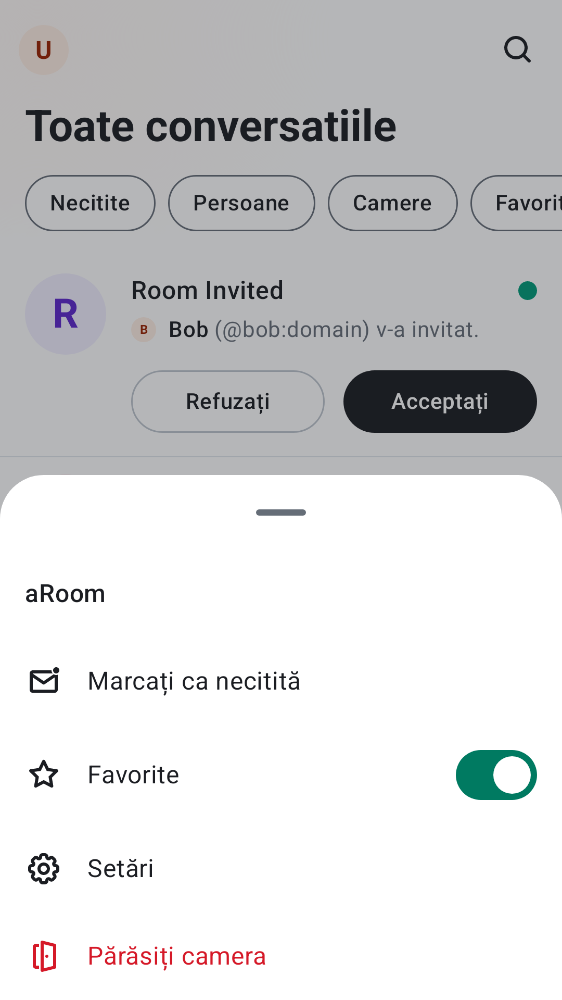 U
Toate conversatiile
Necitite Persoane Camere Favorit
R
Room Invited
B Bob (@bob:domain) v-a invitat.
Refuzați Acceptați
aRoom
Marcați ca necitită
Favorite
Setări
Părăsiți camera